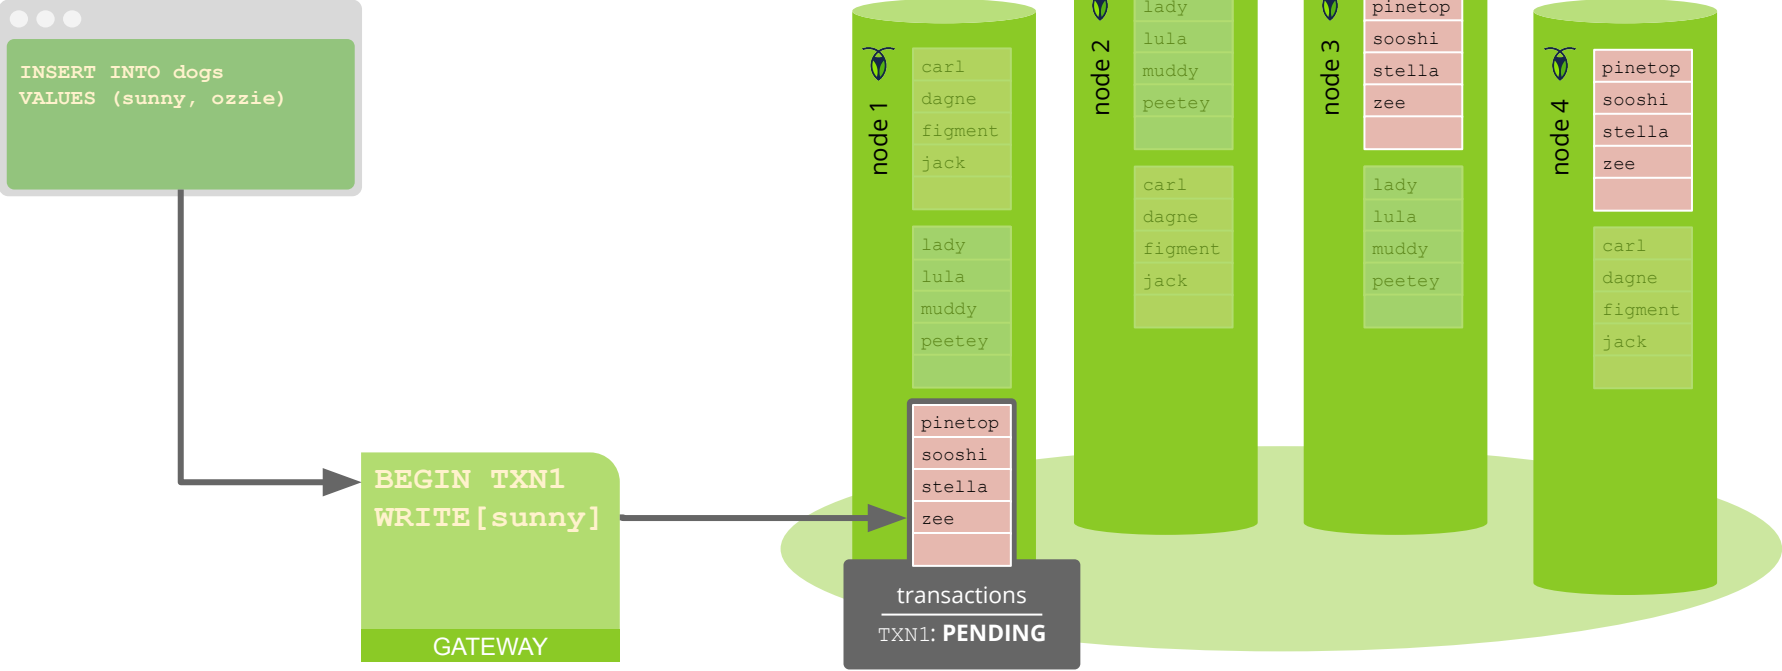 INSERT INTO dogs
VALUES (sunny, ozzie)
BEGIN TXN1
WRITE[sunny]
GATEWAY
node 1
carl
dagne
figment
jack
lady
lula
muddy
peetey
pinetop
sooshi
stella
zee
transactions
TXN1: PENDING
node 2
lady
lula
muddy
peetey
carl
dagne
figment
jack
node 3
pinetop
sooshi
stella
zee
lady
lula
muddy
peetey
node 4
pinetop
sooshi
stella
zee
carl
dagne
figment
jack